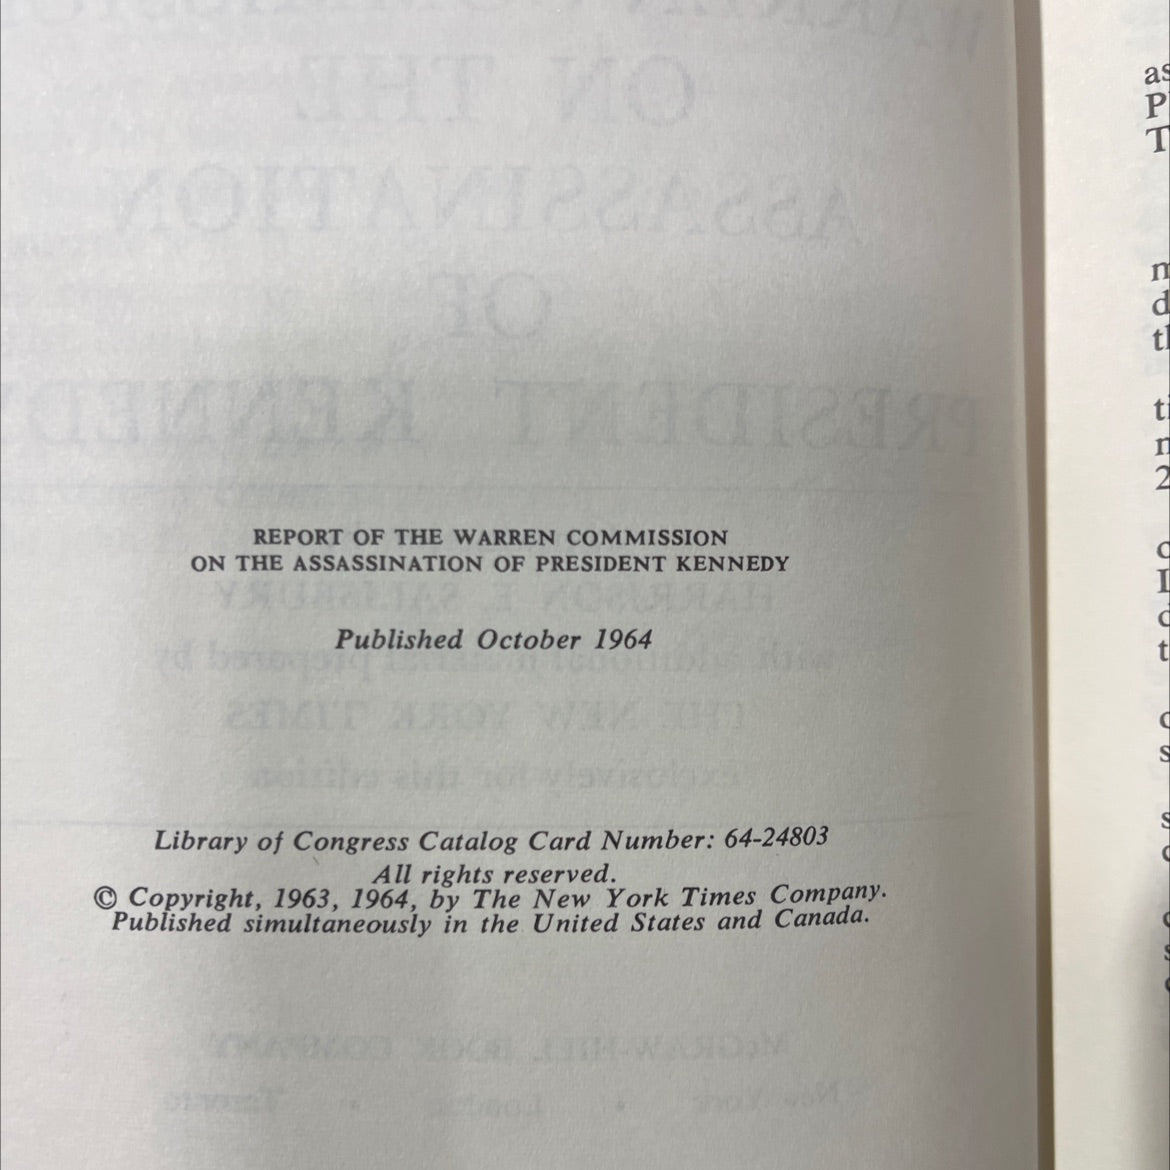 REPORT OF THE WARREN COMMISSION
ON THE ASSASSINATION OF PRESIDENT KENNEDY
Published October 1964
Library of Congress Catalog Card Number: 64-24803
All rights reserved.
© Copyright, 1963, 1964, by The New York Times Company.
Published simultaneously in the United States and Canada.